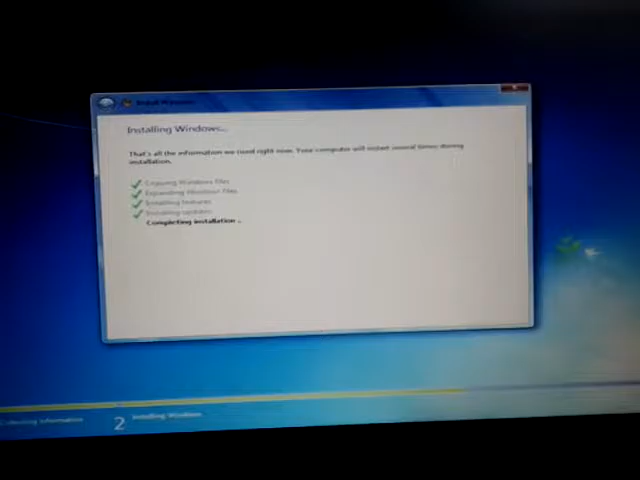 Install Windows
Installing Windows...
That's all the information we need right now. Your computer will restart several times during
installation.
Copying Windows files
Expanding Windows files
Installing features
Installing updates
Completing installation ..
Collecting information
2 Installing Windows